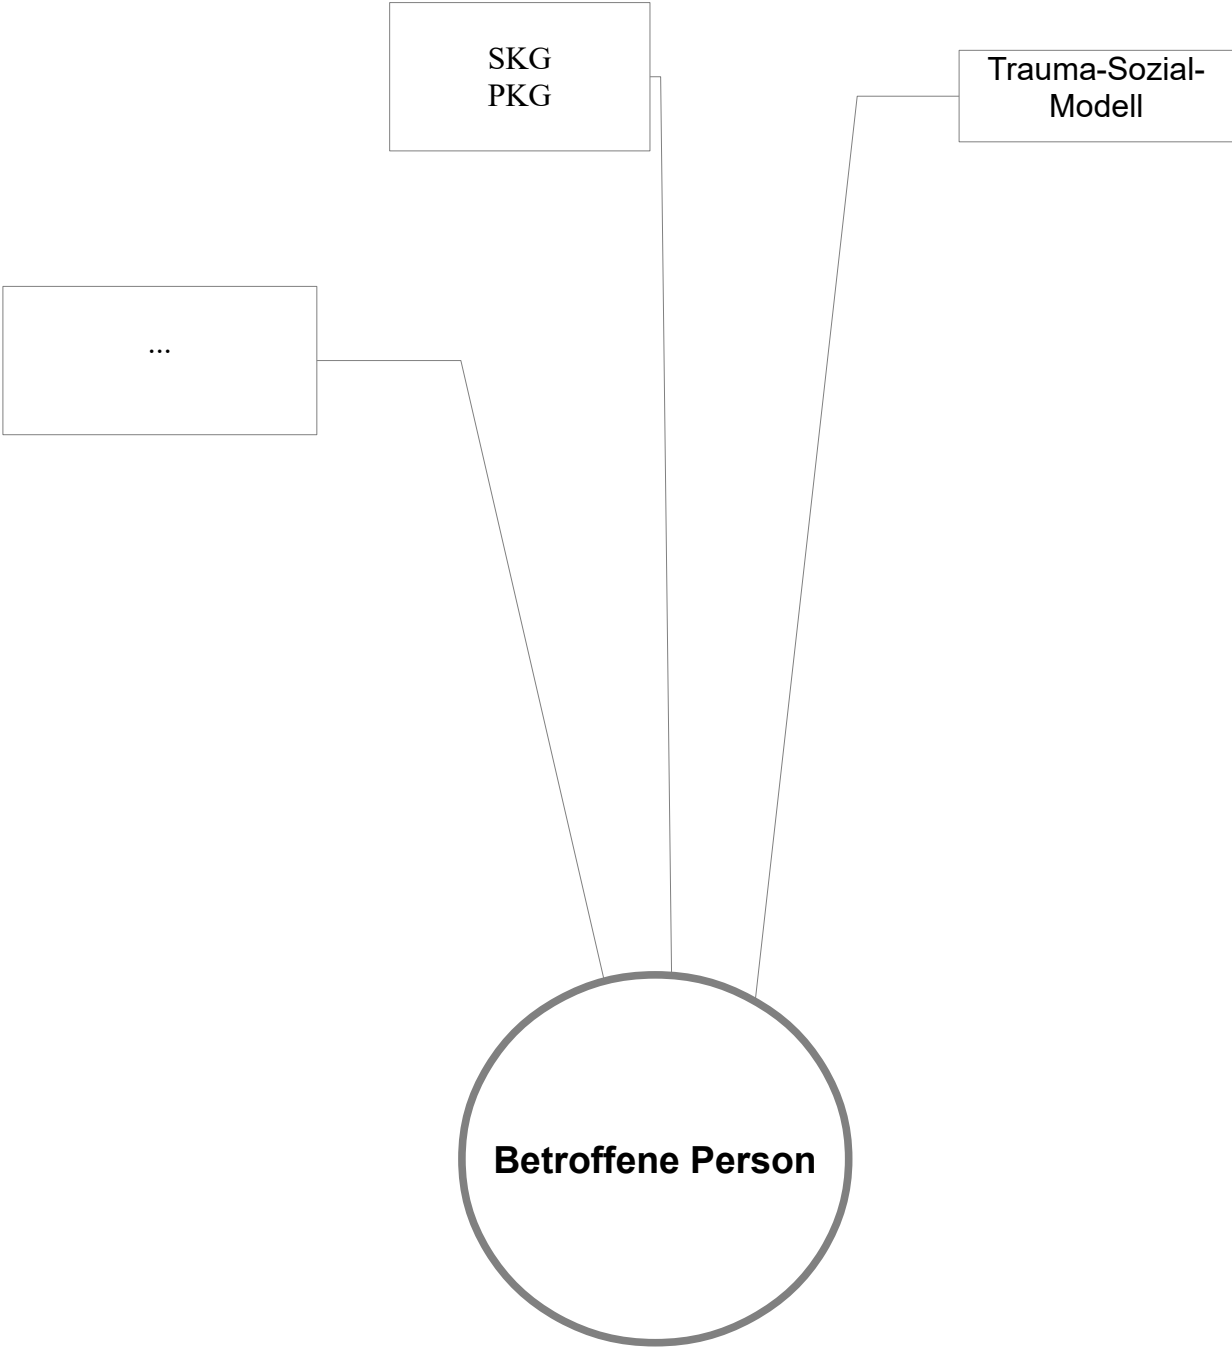 SKG
PKG
Trauma-Sozial-
Modell
...
Betroffene Person